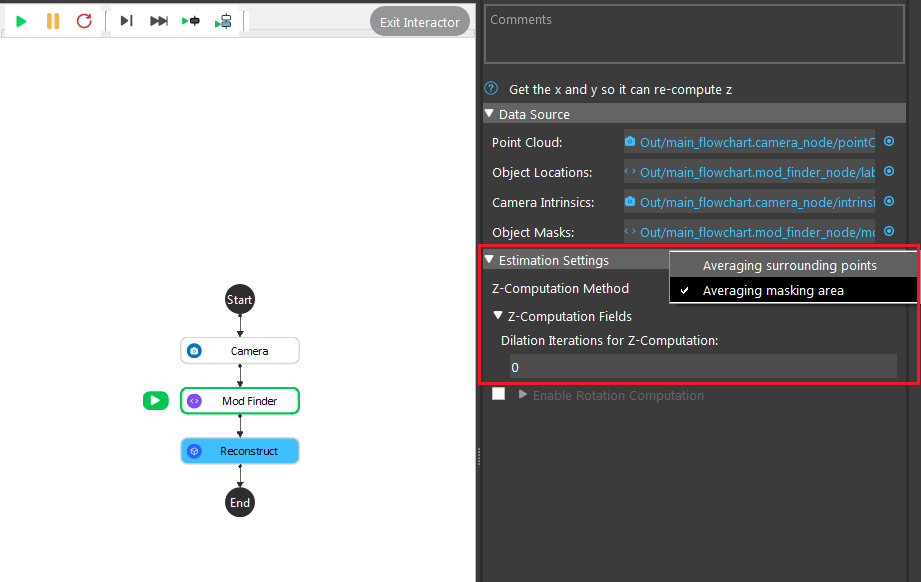 Exit Interactor
Start
Camera
Mod Finder
Reconstruct
End
Comments
Get the x and y so it can re-compute z
Data Source
Point Cloud: Out/main_flowchart.camera_node/pointC
Object Locations: Out/main_flowchart.mod_finder_node/lab
Camera Intrinsics: Out/main_flowchart.camera_node/intrinsi
Object Masks: Out/main_flowchart.mod_finder_node/mo
Estimation Settings
Averaging surrounding points
Z-Computation Method
Averaging masking area
Z-Computation Fields
Dilation Iterations for Z-Computation:
0
Enable Rotation Computation